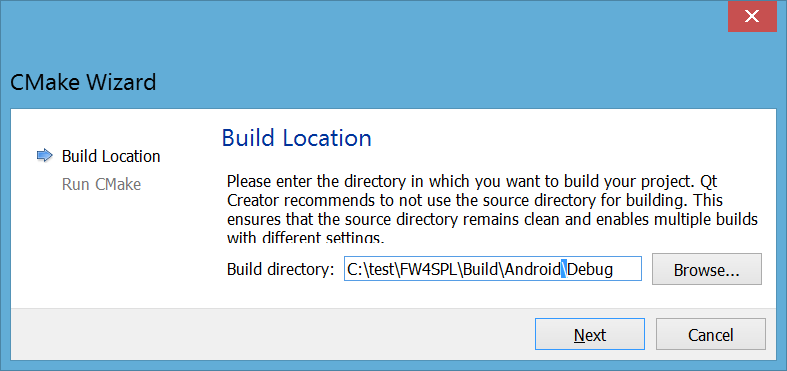 CMake Wizard
Build Location
Build Location
Run CMake
Please enter the directory in which you want to build your project. Qt
Creator recommends to not use the source directory for building. This
ensures that the source directory remains clean and enables multiple builds
with different settings.
Build directory: C:\test\FW4SPL\Build\Android\Debug Browse...
Next Cancel